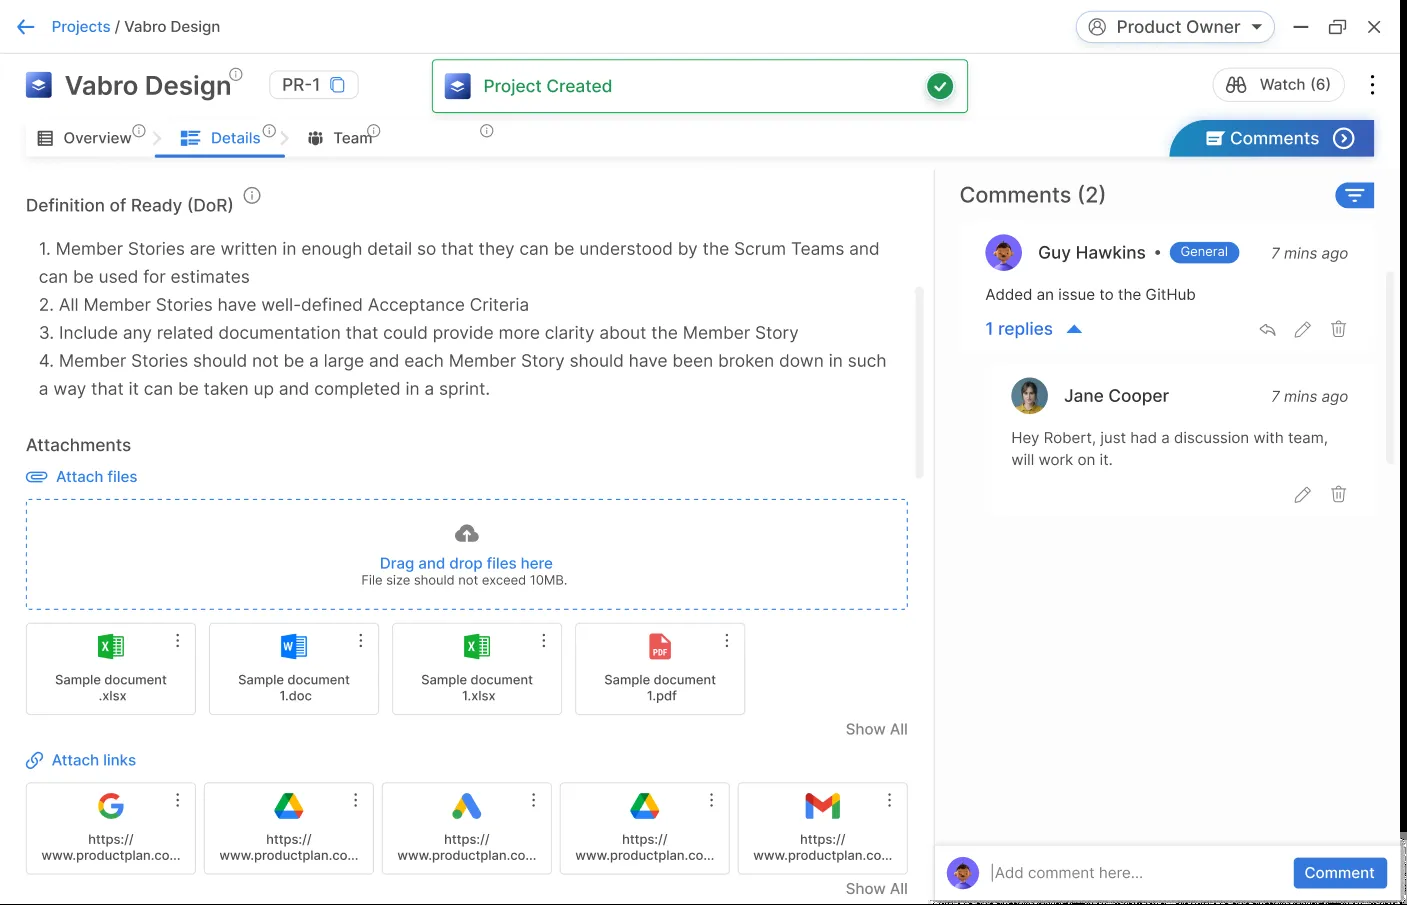 Projects / Vabro Design
Product Owner
Vabro Design
PR-1
Project Created
Watch (6)
Overview
Details
Team
Comments
Definition of Ready (DoR)
1. Member Stories are written in enough detail so that they can be understood by the Scrum Teams and
can be used for estimates
2. All Member Stories have well-defined Acceptance Criteria
3. Include any related documentation that could provide more clarity about the Member Story
4. Member Stories should not be a large and each Member Story should have been broken down in such
a way that it can be taken up and completed in a sprint.
Attachments
Attach files
Drag and drop files here
File size should not exceed 10MB.
X
Sample document
.xlsx
W
Sample document
1.doc
X
Sample document
1.xlsx
PDF
Sample document
1.pdf
Show All
Attach links
https://
www.productplan.co...
https://
www.productplan.co...
https://
www.productplan.co...
https://
www.productplan.co...
https://
www.productplan.co...
Show All
Comments (2)
Guy Hawkins • General 7 mins ago
Added an issue to the GitHub
1 replies
Jane Cooper 7 mins ago
Hey Robert, just had a discussion with team,
will work on it.
Add comment here...
Comment